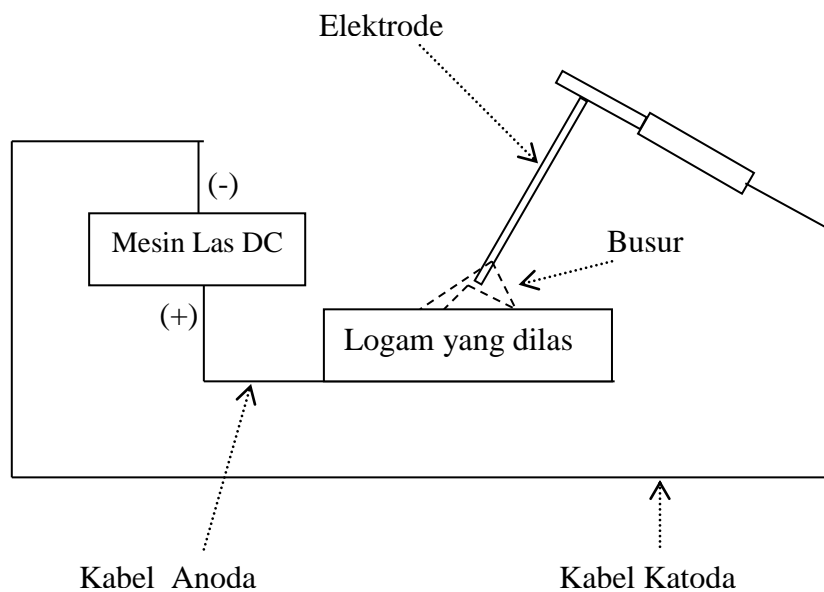 Elektrode
(-)
Mesin Las DC
Busur
(+)
Logam yang dilas
Kabel Anoda
Kabel Katoda